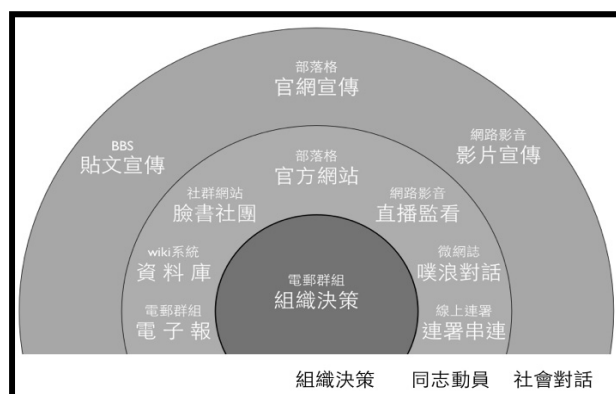 部落格
官網宣傳
BBS
貼文宣傳
網路影音
影片宣傳
部落格
官方網站
社群網站
臉書社團
網路影音
直播監看
wiki系統
資料庫
微網誌
噗浪對話
電郵群組
電子報
線上連署
連署串連
電郵群組
組織決策
組織決策 同志動員 社會對話